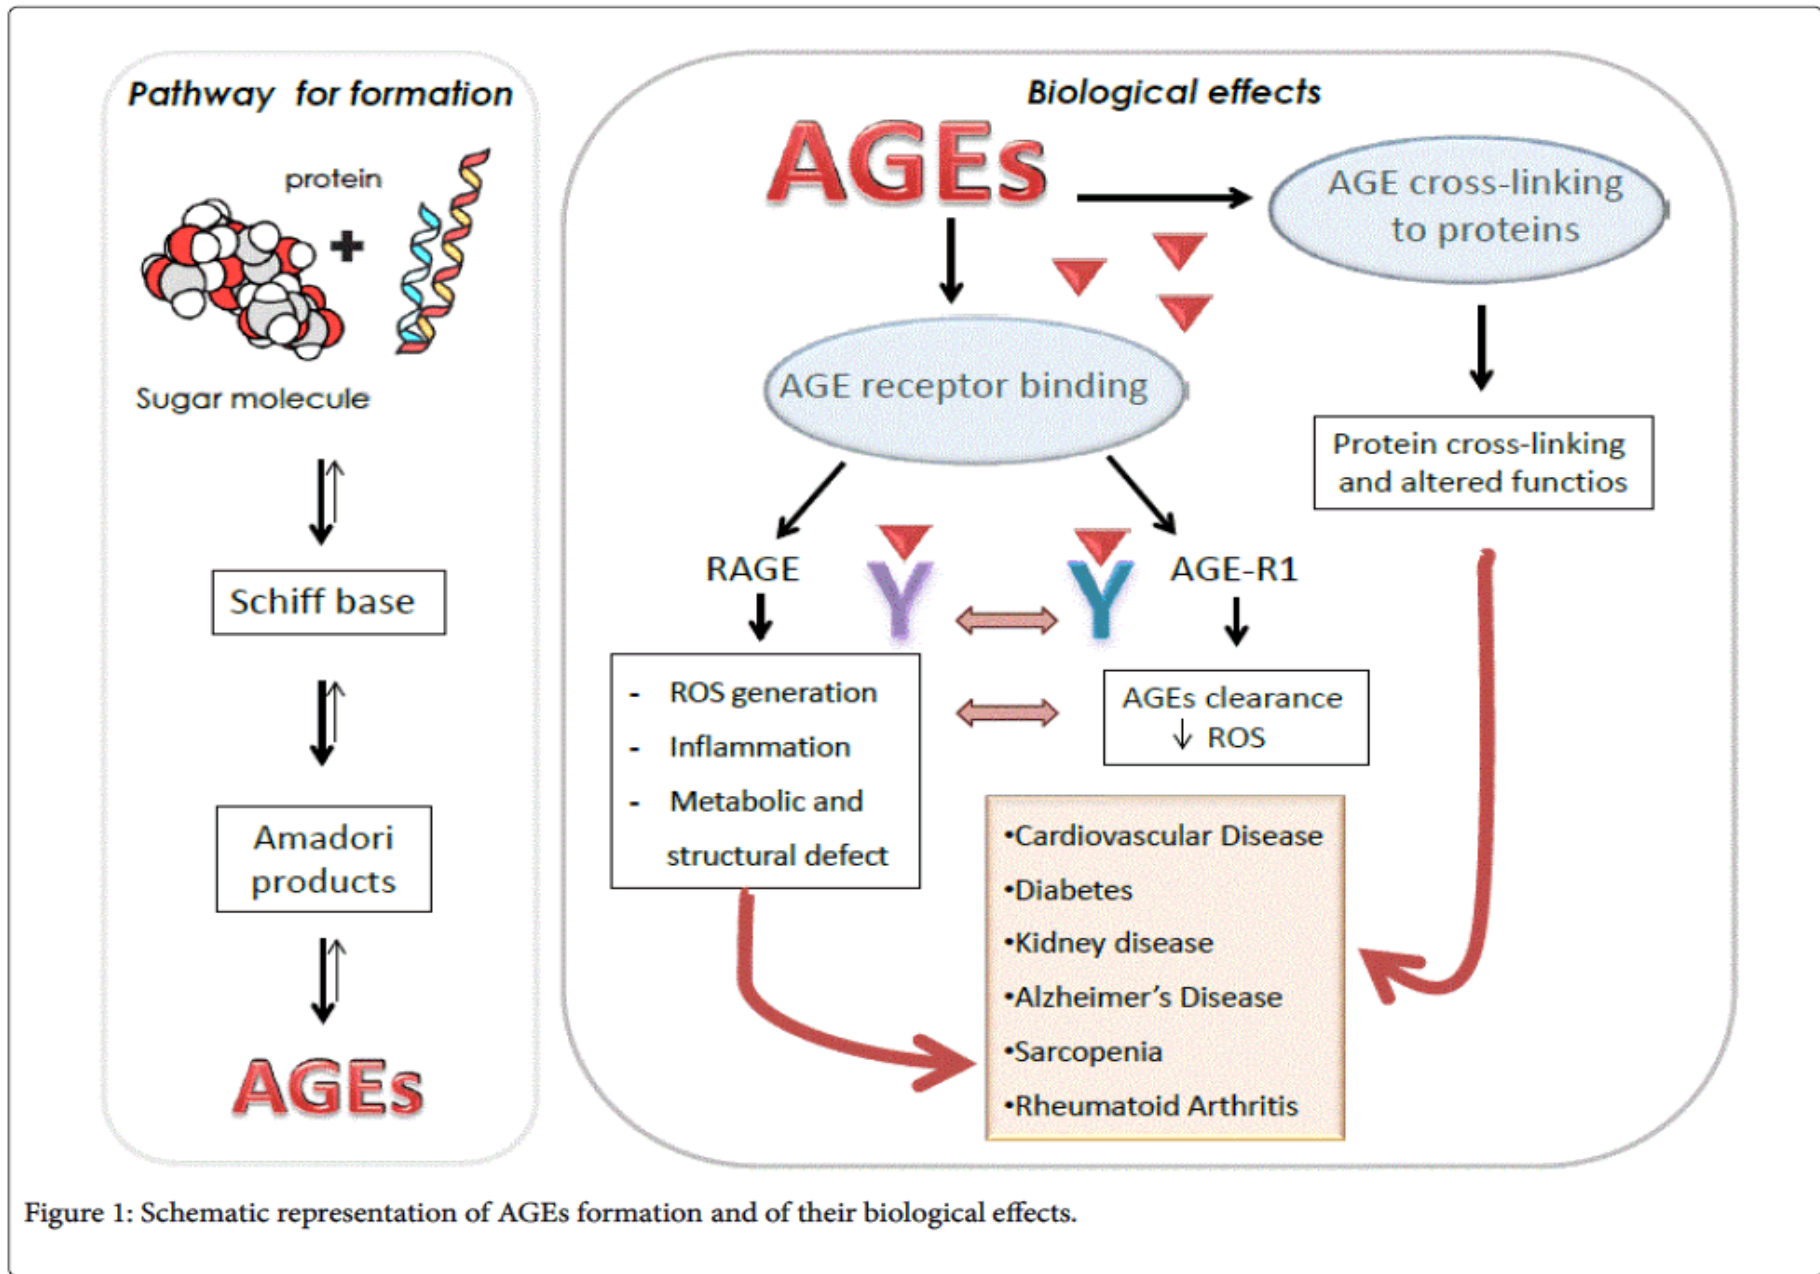 Pathway for formation
protein
+
Sugar molecule
Schiff base
Amadori
products
AGEs
Biological effects
AGEs
AGE cross-linking
to proteins
AGE receptor binding
Protein cross-linking
and altered functios
RAGE
Y
Y
AGE-R1
- ROS generation
- Inflammation
- Metabolic and
structural defect
AGEs clearance
↓ ROS
•Cardiovascular Disease
•Diabetes
•Kidney disease
•Alzheimer’s Disease
•Sarcopenia
•Rheumatoid Arthritis
Figure 1: Schematic representation of AGEs formation and of their biological effects.